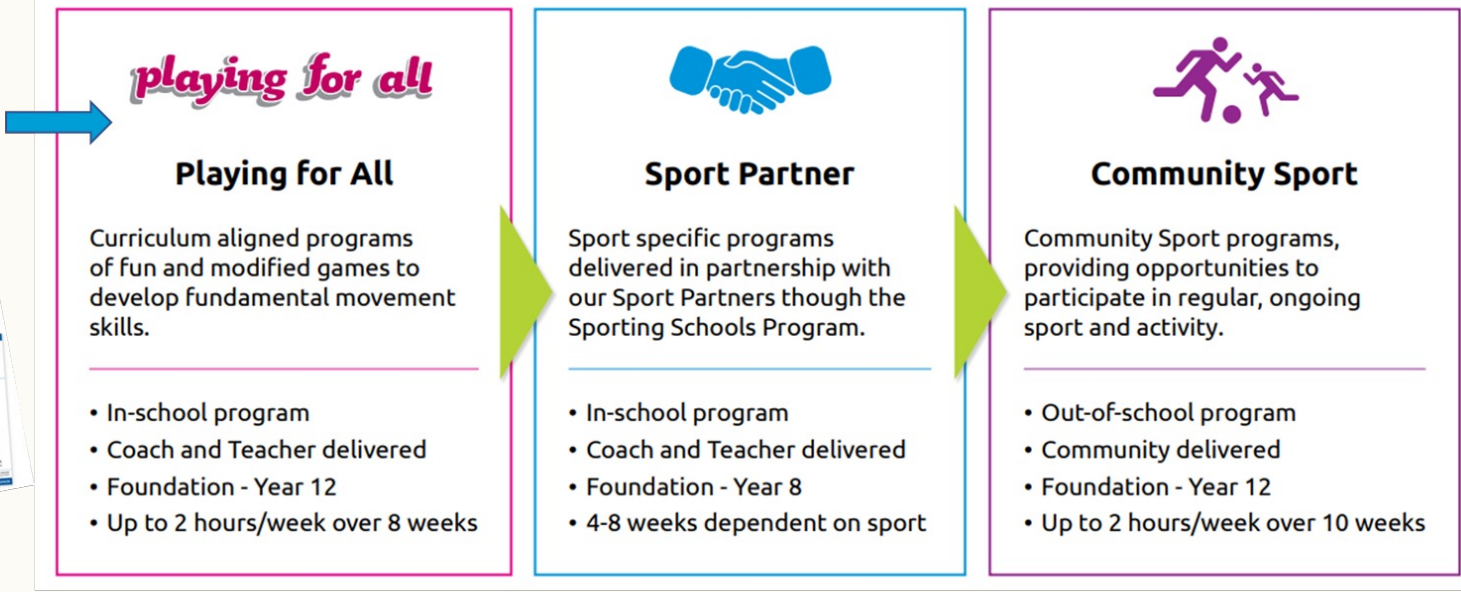 playing for all
Playing for All
Curriculum aligned programs
of fun and modified games to
develop fundamental movement
skills.
• In-school program
• Coach and Teacher delivered
• Foundation - Year 12
• Up to 2 hours/week over 8 weeks
Sport Partner
Sport specific programs
delivered in partnership with
our Sport Partners though the
Sporting Schools Program.
• In-school program
• Coach and Teacher delivered
• Foundation - Year 8
• 4-8 weeks dependent on sport
Community Sport
Community Sport programs,
providing opportunities to
participate in regular, ongoing
sport and activity.
• Out-of-school program
• Community delivered
• Foundation - Year 12
• Up to 2 hours/week over 10 weeks